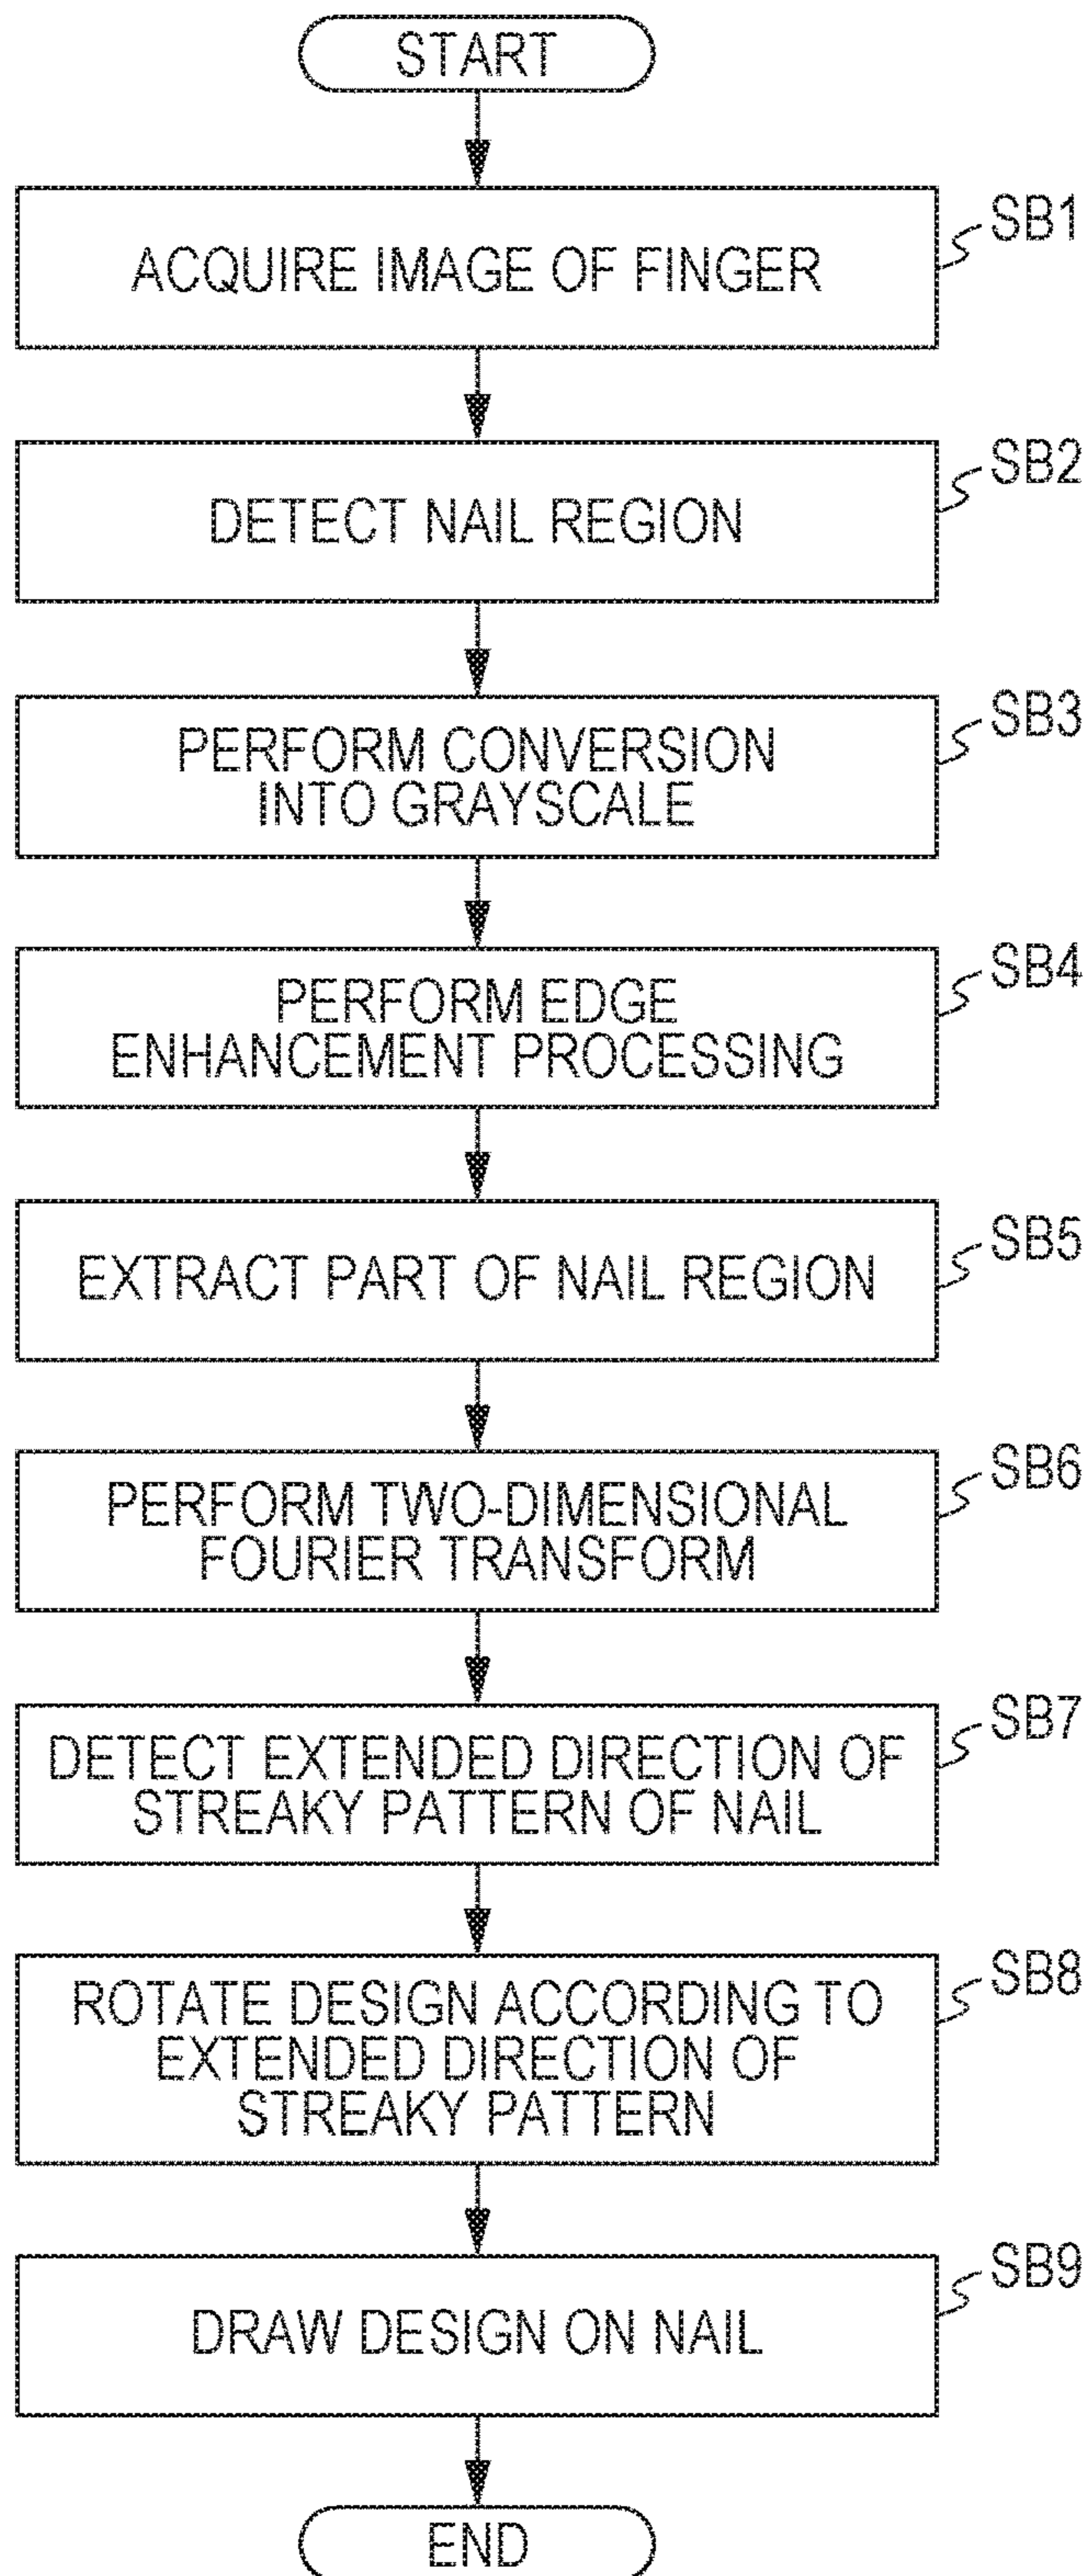 START
ACQUIRE IMAGE OF FINGER
SB1
DETECT NAIL REGION
SB2
PERFORM CONVERSION
INTO GRAYSCALE
SB3
PERFORM EDGE
ENHANCEMENT PROCESSING
SB4
EXTRACT PART OF NAIL REGION
SB5
PERFORM TWO-DIMENSIONAL
FOURIER TRANSFORM
SB6
DETECT EXTENDED DIRECTION OF
STREAKY PATTERN OF NAIL
SB7
ROTATE DESIGN ACCORDING TO
EXTENDED DIRECTION OF
STREAKY PATTERN
SB8
DRAW DESIGN ON NAIL
SB9
END